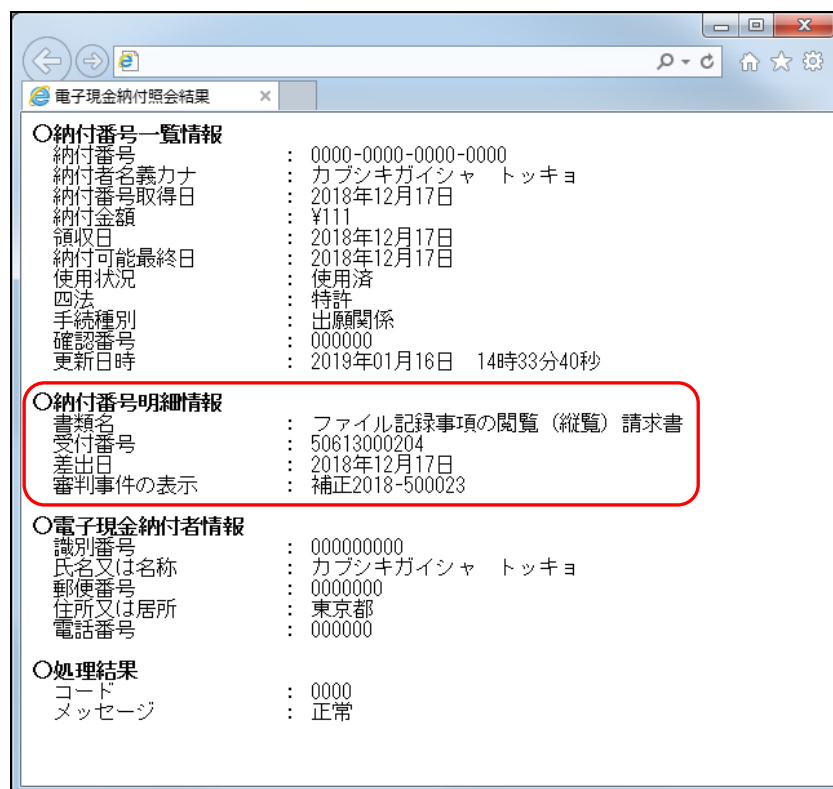 電子現金納付照会結果
〇納付番号一覧情報
納付番号 : 0000-0000-0000-0000
納付者名義カナ : カブシキガイシャ トッキョ
納付番号取得日 : 2018年12月17日
納付金額 : ¥111
領収日 : 2018年12月17日
納付可能最終日 : 2018年12月17日
使用状況 : 使用済
四法 : 特許
手続種別 : 出願関係
確認番号 : 000000
更新日時 : 2019年01月16日 14時33分40秒
〇納付番号明細情報
書類名 : ファイル記録事項の閲覧（縦覧）請求書
受付番号 : 50613000204
差出日 : 2018年12月17日
審判事件の表示 : 補正2018-500023
〇電子現金納付者情報
識別番号 : 000000000
氏名又は名称 : カブシキガイシャ トッキョ
郵便番号 : 0000000
住所又は居所 : 東京都
電話番号 : 000000
〇処理結果
コード : 0000
メッセージ : 正常